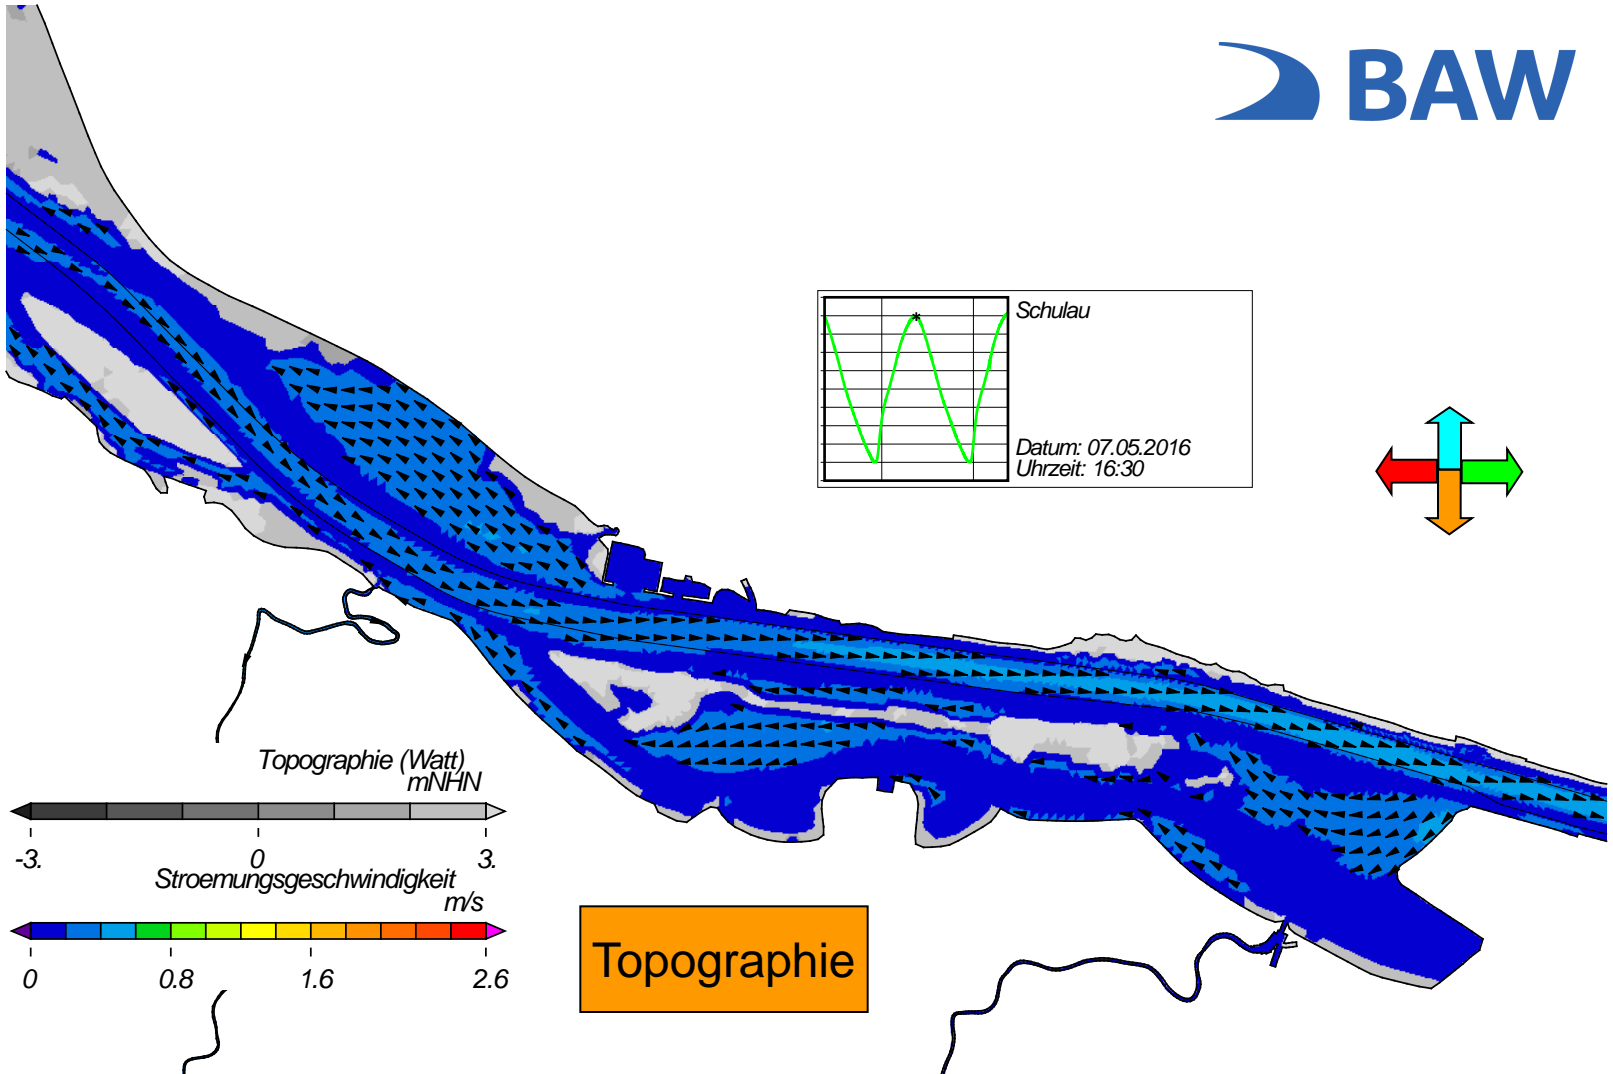 BAW
Schulau
Datum: 07.05.2016
Uhrzeit: 16:30
Topographie (Watt)
mNHN
-3. 0 3.
Stroemungsgeschwindigkeit
m/s
0 0.8 1.6 2.6
Topographie